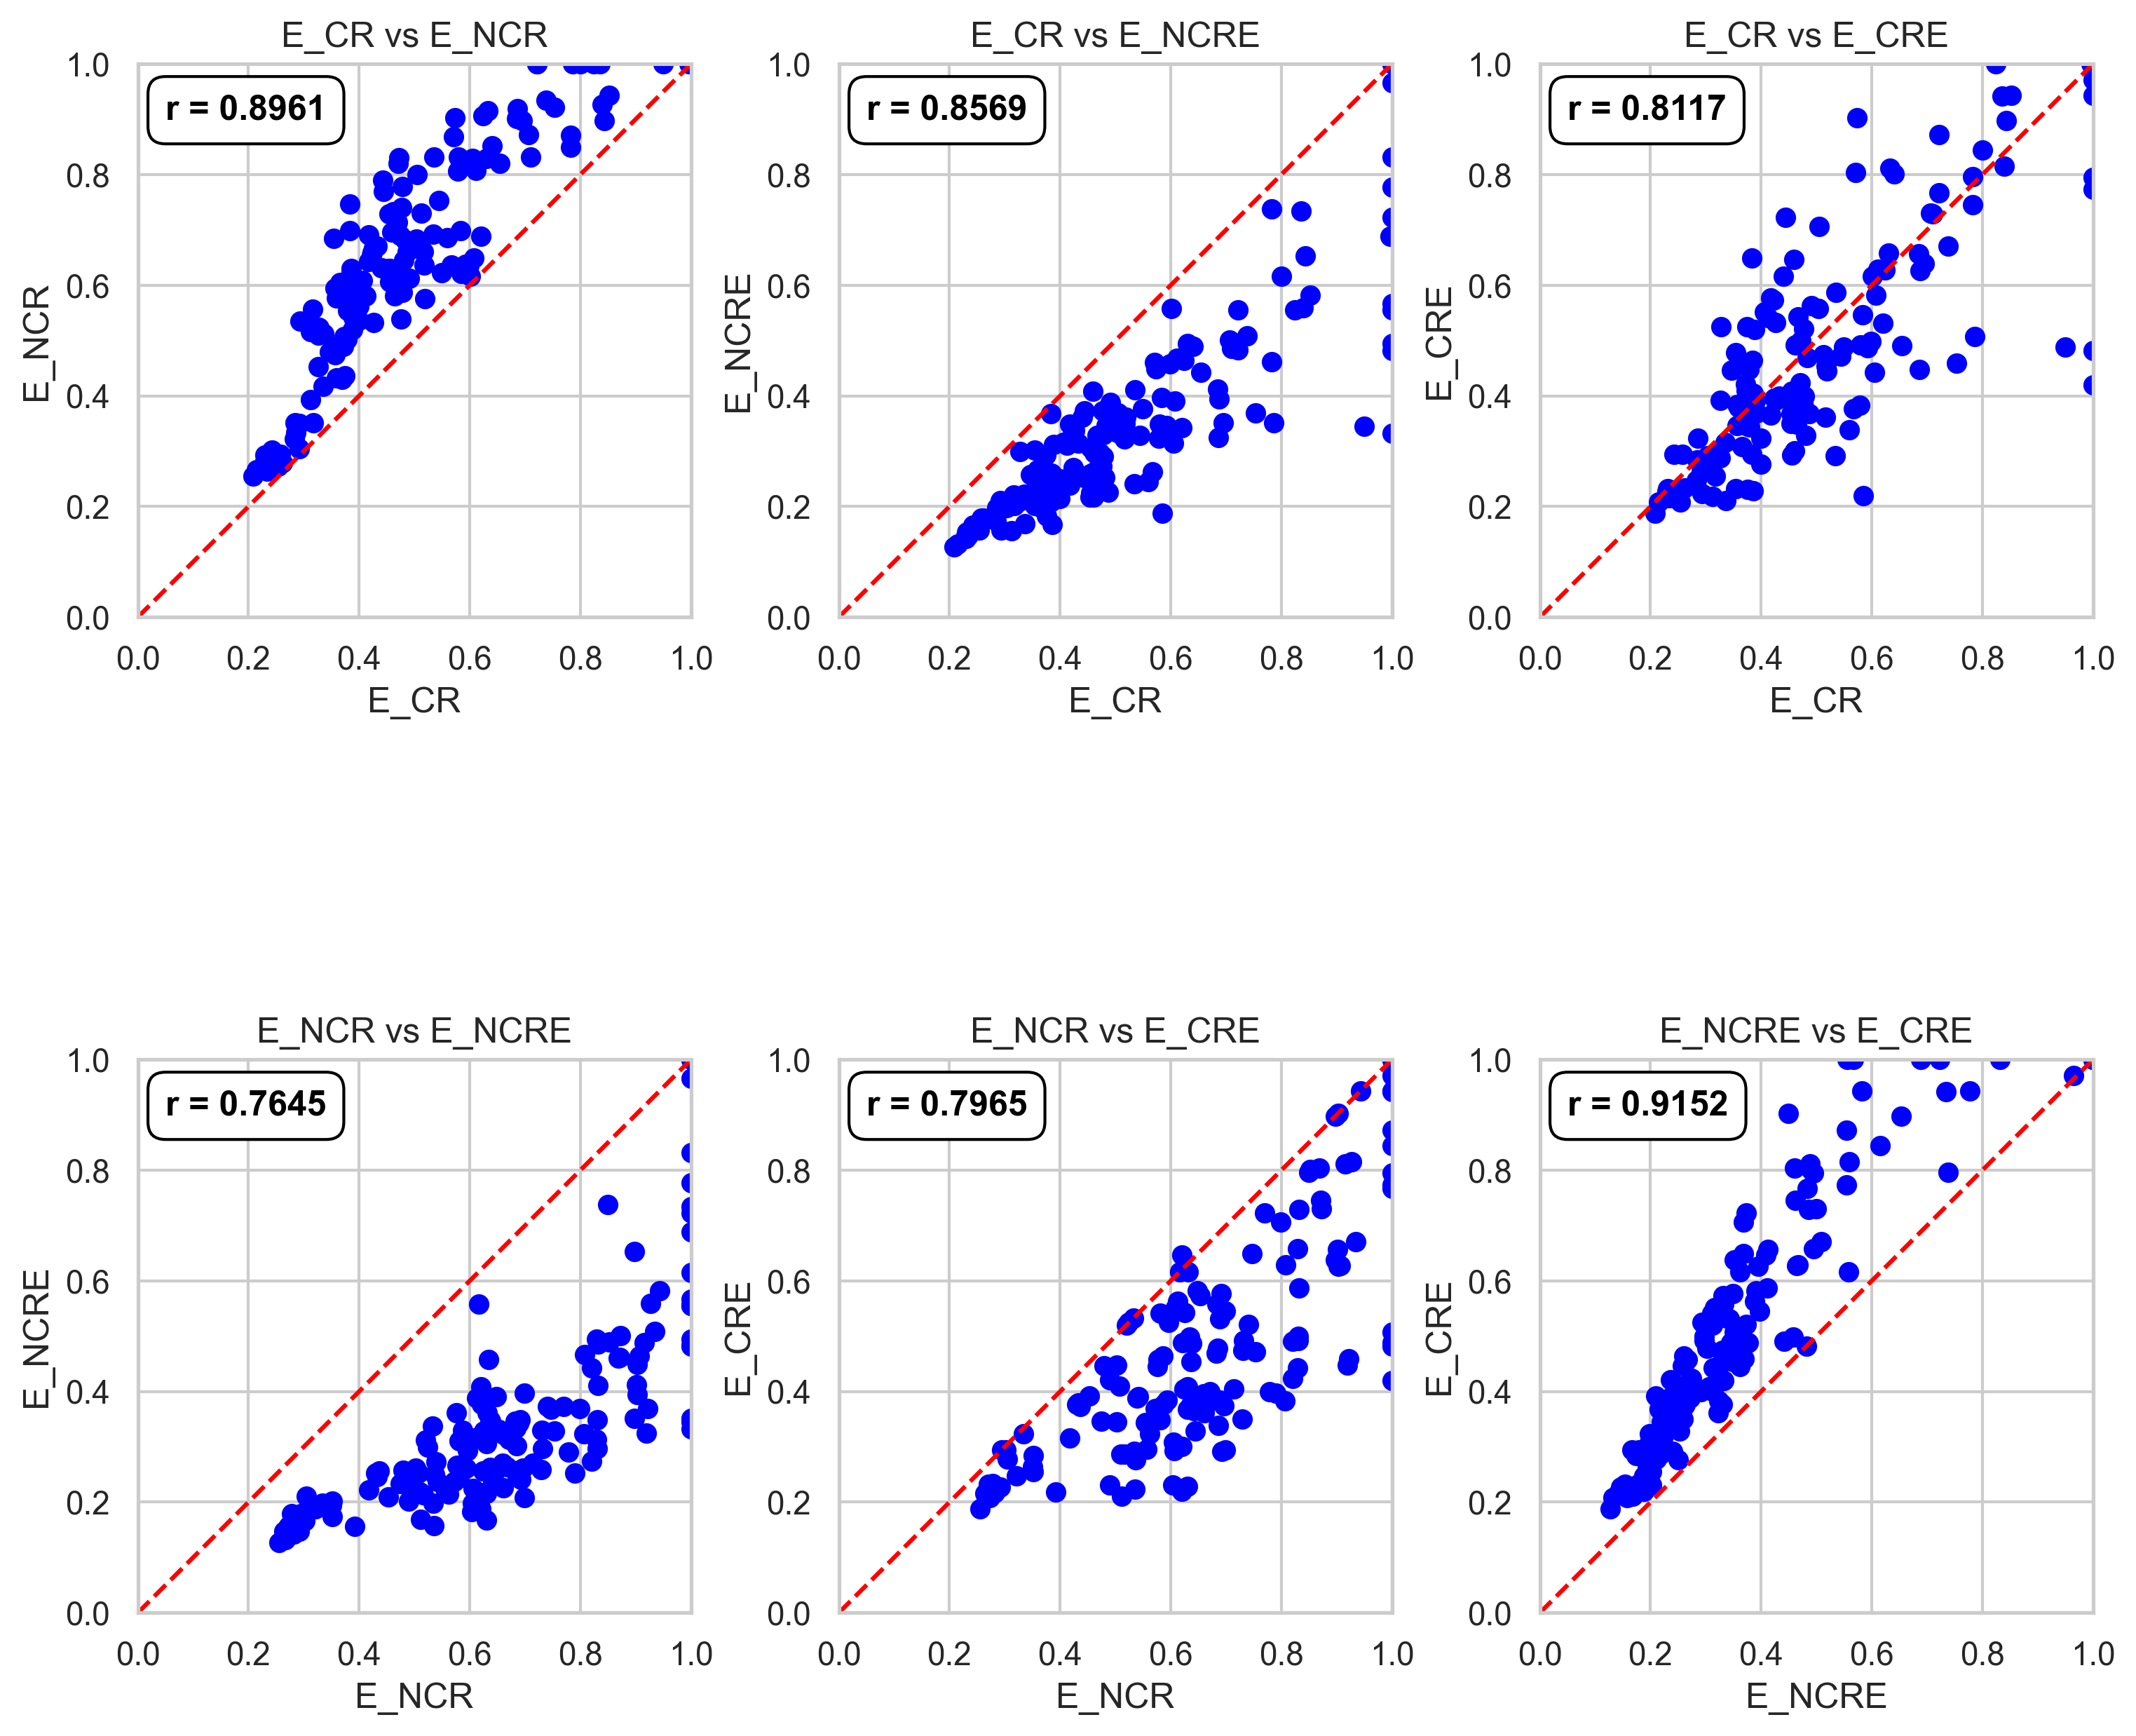 E_CR vs E_NCR
r = 0.8961
1.0
0.8
0.6
0.4
0.2
0.0
E_NCR
0.0 0.2 0.4 0.6 0.8 1.0
E_CR
E_CR vs E_NCRE
r = 0.8569
1.0
0.8
0.6
0.4
0.2
0.0
E_NCRE
0.0 0.2 0.4 0.6 0.8 1.0
E_CR
E_CR vs E_CRE
r = 0.8117
1.0
0.8
0.6
0.4
0.2
0.0
E_CRE
0.0 0.2 0.4 0.6 0.8 1.0
E_CR
E_NCR vs E_NCRE
r = 0.7645
1.0
0.8
0.6
0.4
0.2
0.0
E_NCRE
0.0 0.2 0.4 0.6 0.8 1.0
E_NCR
E_NCR vs E_CRE
r = 0.7965
1.0
0.8
0.6
0.4
0.2
0.0
E_CRE
0.0 0.2 0.4 0.6 0.8 1.0
E_NCR
E_NCRE vs E_CRE
r = 0.9152
1.0
0.8
0.6
0.4
0.2
0.0
E_CRE
0.0 0.2 0.4 0.6 0.8 1.0
E_NCRE